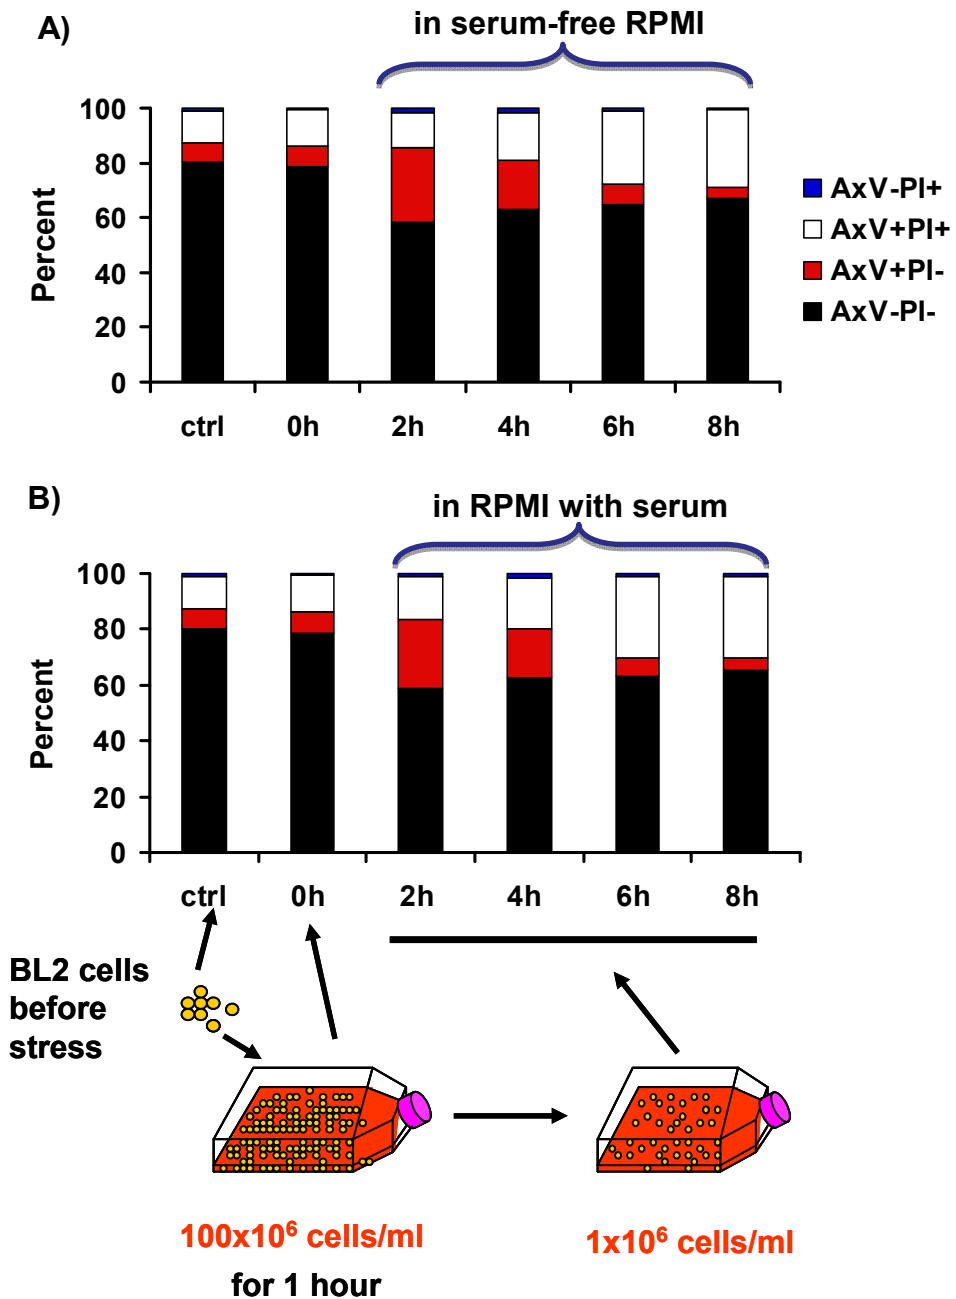 A)
in serum-free RPMI
100
80
60
40
20
0
Percent
ctrl 0h 2h 4h 6h 8h
AxV-PI+
AxV+PI+
AxV+PI-
AxV-PI-
B)
in RPMI with serum
100
80
60
40
20
0
Percent
ctrl 0h 2h 4h 6h 8h
BL2 cells
before
stress
100x10⁶ cells/ml
for 1 hour
1x10⁶ cells/ml